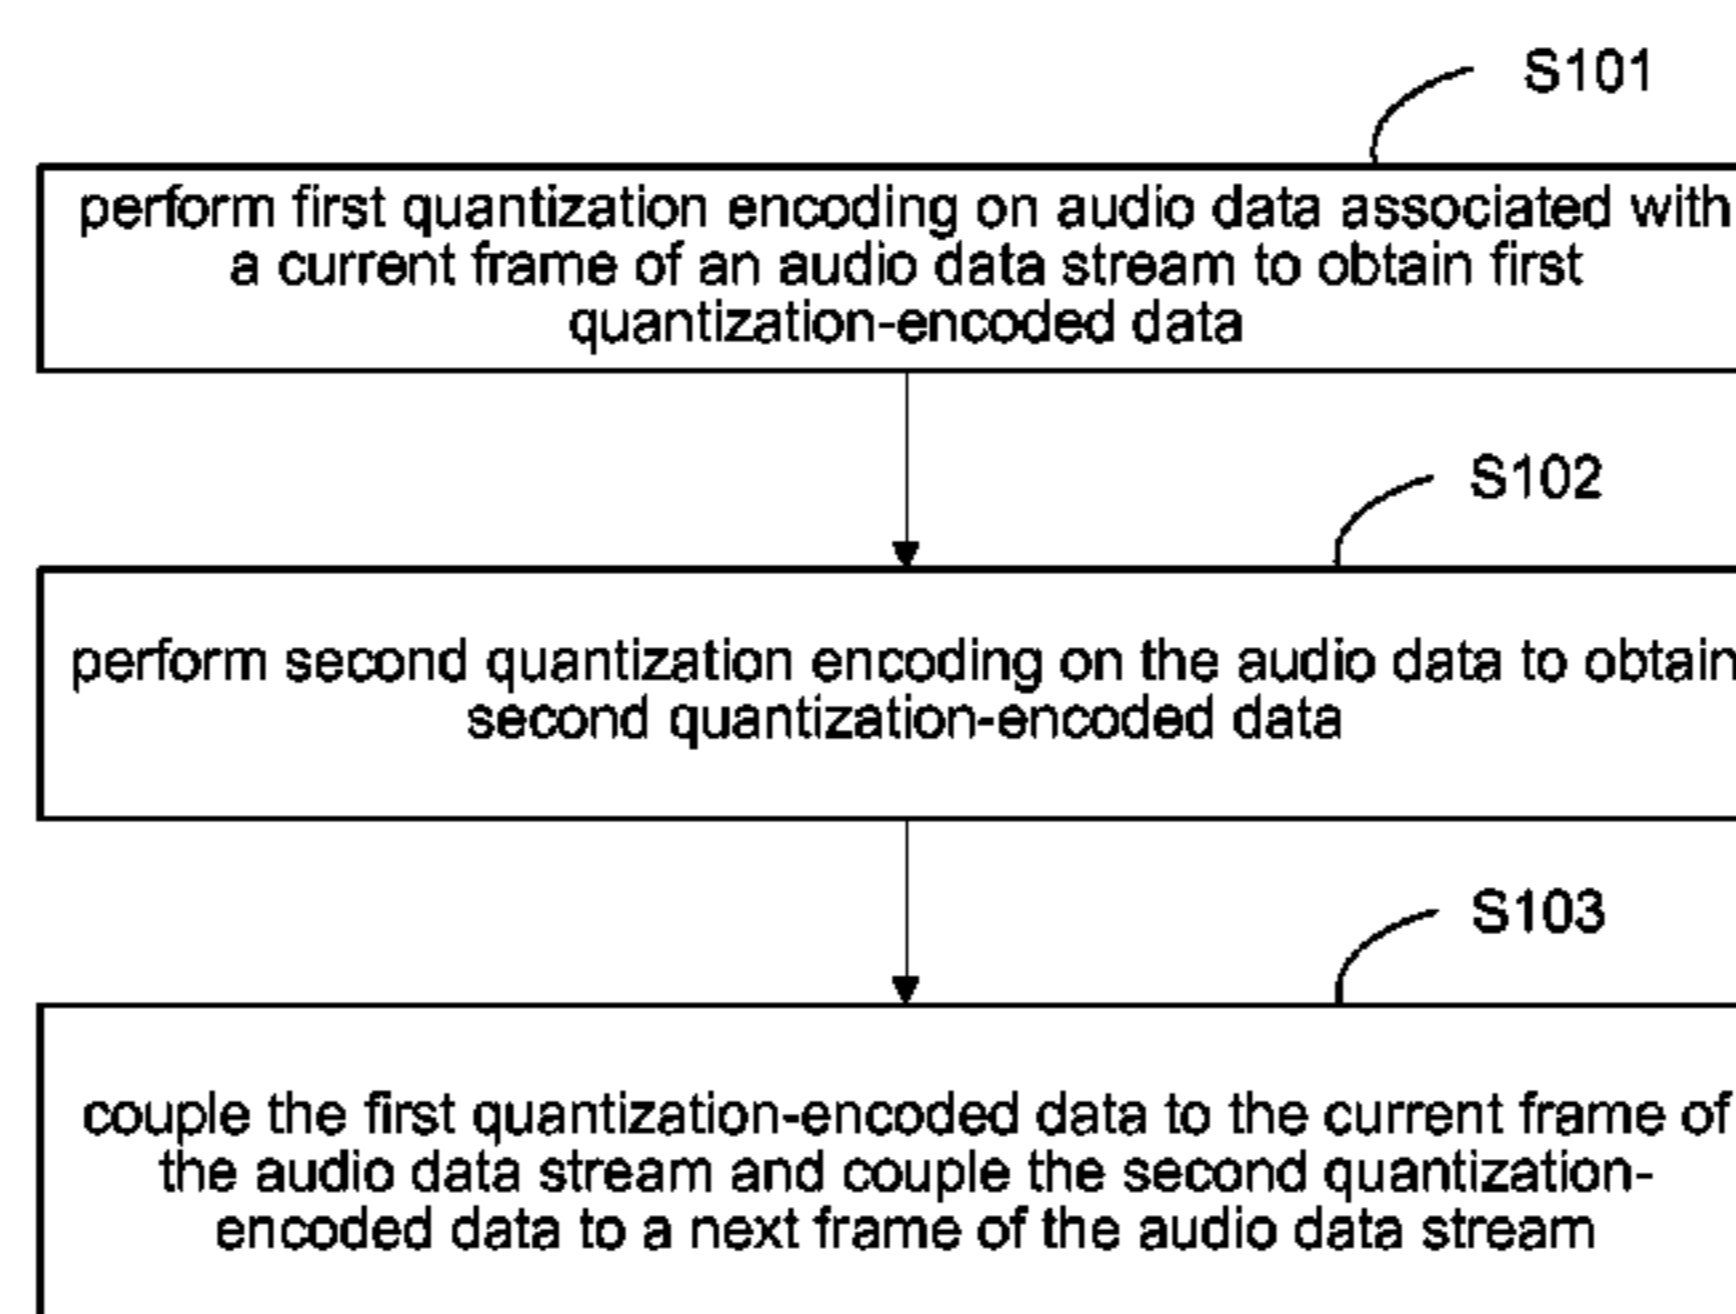 S101
perform first quantization encoding on audio data associated with
a current frame of an audio data stream to obtain first
quantization-encoded data
S102
perform second quantization encoding on the audio data to obtain
second quantization-encoded data
S103
couple the first quantization-encoded data to the current frame of
the audio data stream and couple the second quantization-
encoded data to a next frame of the audio data stream